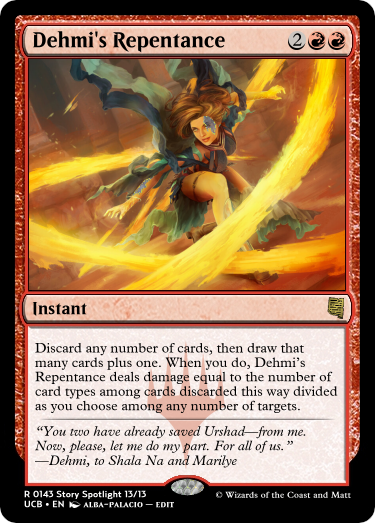 Dehmi's Repentance 2
Instant
Discard any number of cards, then draw that
many cards plus one. When you do, Dehmi's
Repentance deals damage equal to the number of
card types among cards discarded this way divided
as you choose among any number of targets.
“You two have already saved Urshad—from me.
Now, please, let me do my part. For all of us.”
—Dehmi, to Shala Na and Marilye
R 0143 Story Spotlight 13/13
UCB • EN ALBA-PALACIO — EDIT
© Wizards of the Coast and Matt